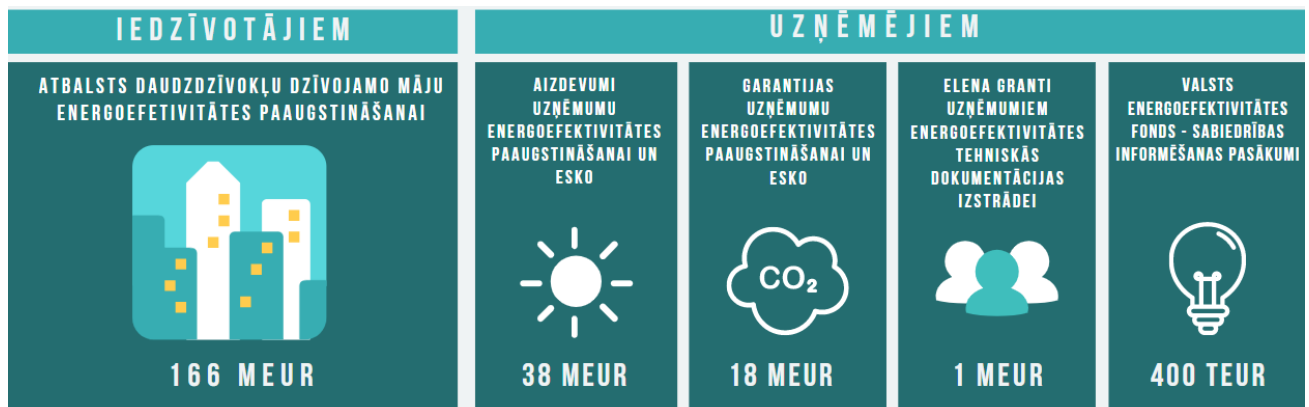 IEDZĪVOTĀJIEM
ATBALSTS DAUDZDZĪVOKĻU DZĪVOJAMO MĀJU
ENERGOEFETIVITĀTES PAAUGSTINĀŠANAI
166 MEUR
UZŅĒMĒJIEM
AIZDEVUMI
UZŅĒMUMU
ENERGOEFEKTIVITĀTES
PAAUGSTINĀŠANAI UN
ESKO
38 MEUR
GARANTIJAS
UZŅĒMUMU
ENERGOEFEKTIVITĀTES
PAAUGSTINĀŠANAI UN
ESKO
CO₂
18 MEUR
ELENA GRANTI
UZŅĒMUMIEM
ENERGOEFEKTIVITĀTES
TEHNISKĀS
DOKUMENTĀCIJAS
IZSTRĀDEI
1 MEUR
VALSTS
ENERGOEFEKTIVITĀTES
FONDS - SABIEDRĪBAS
INFORMĒŠANAS PASĀKUMI
400 TEUR